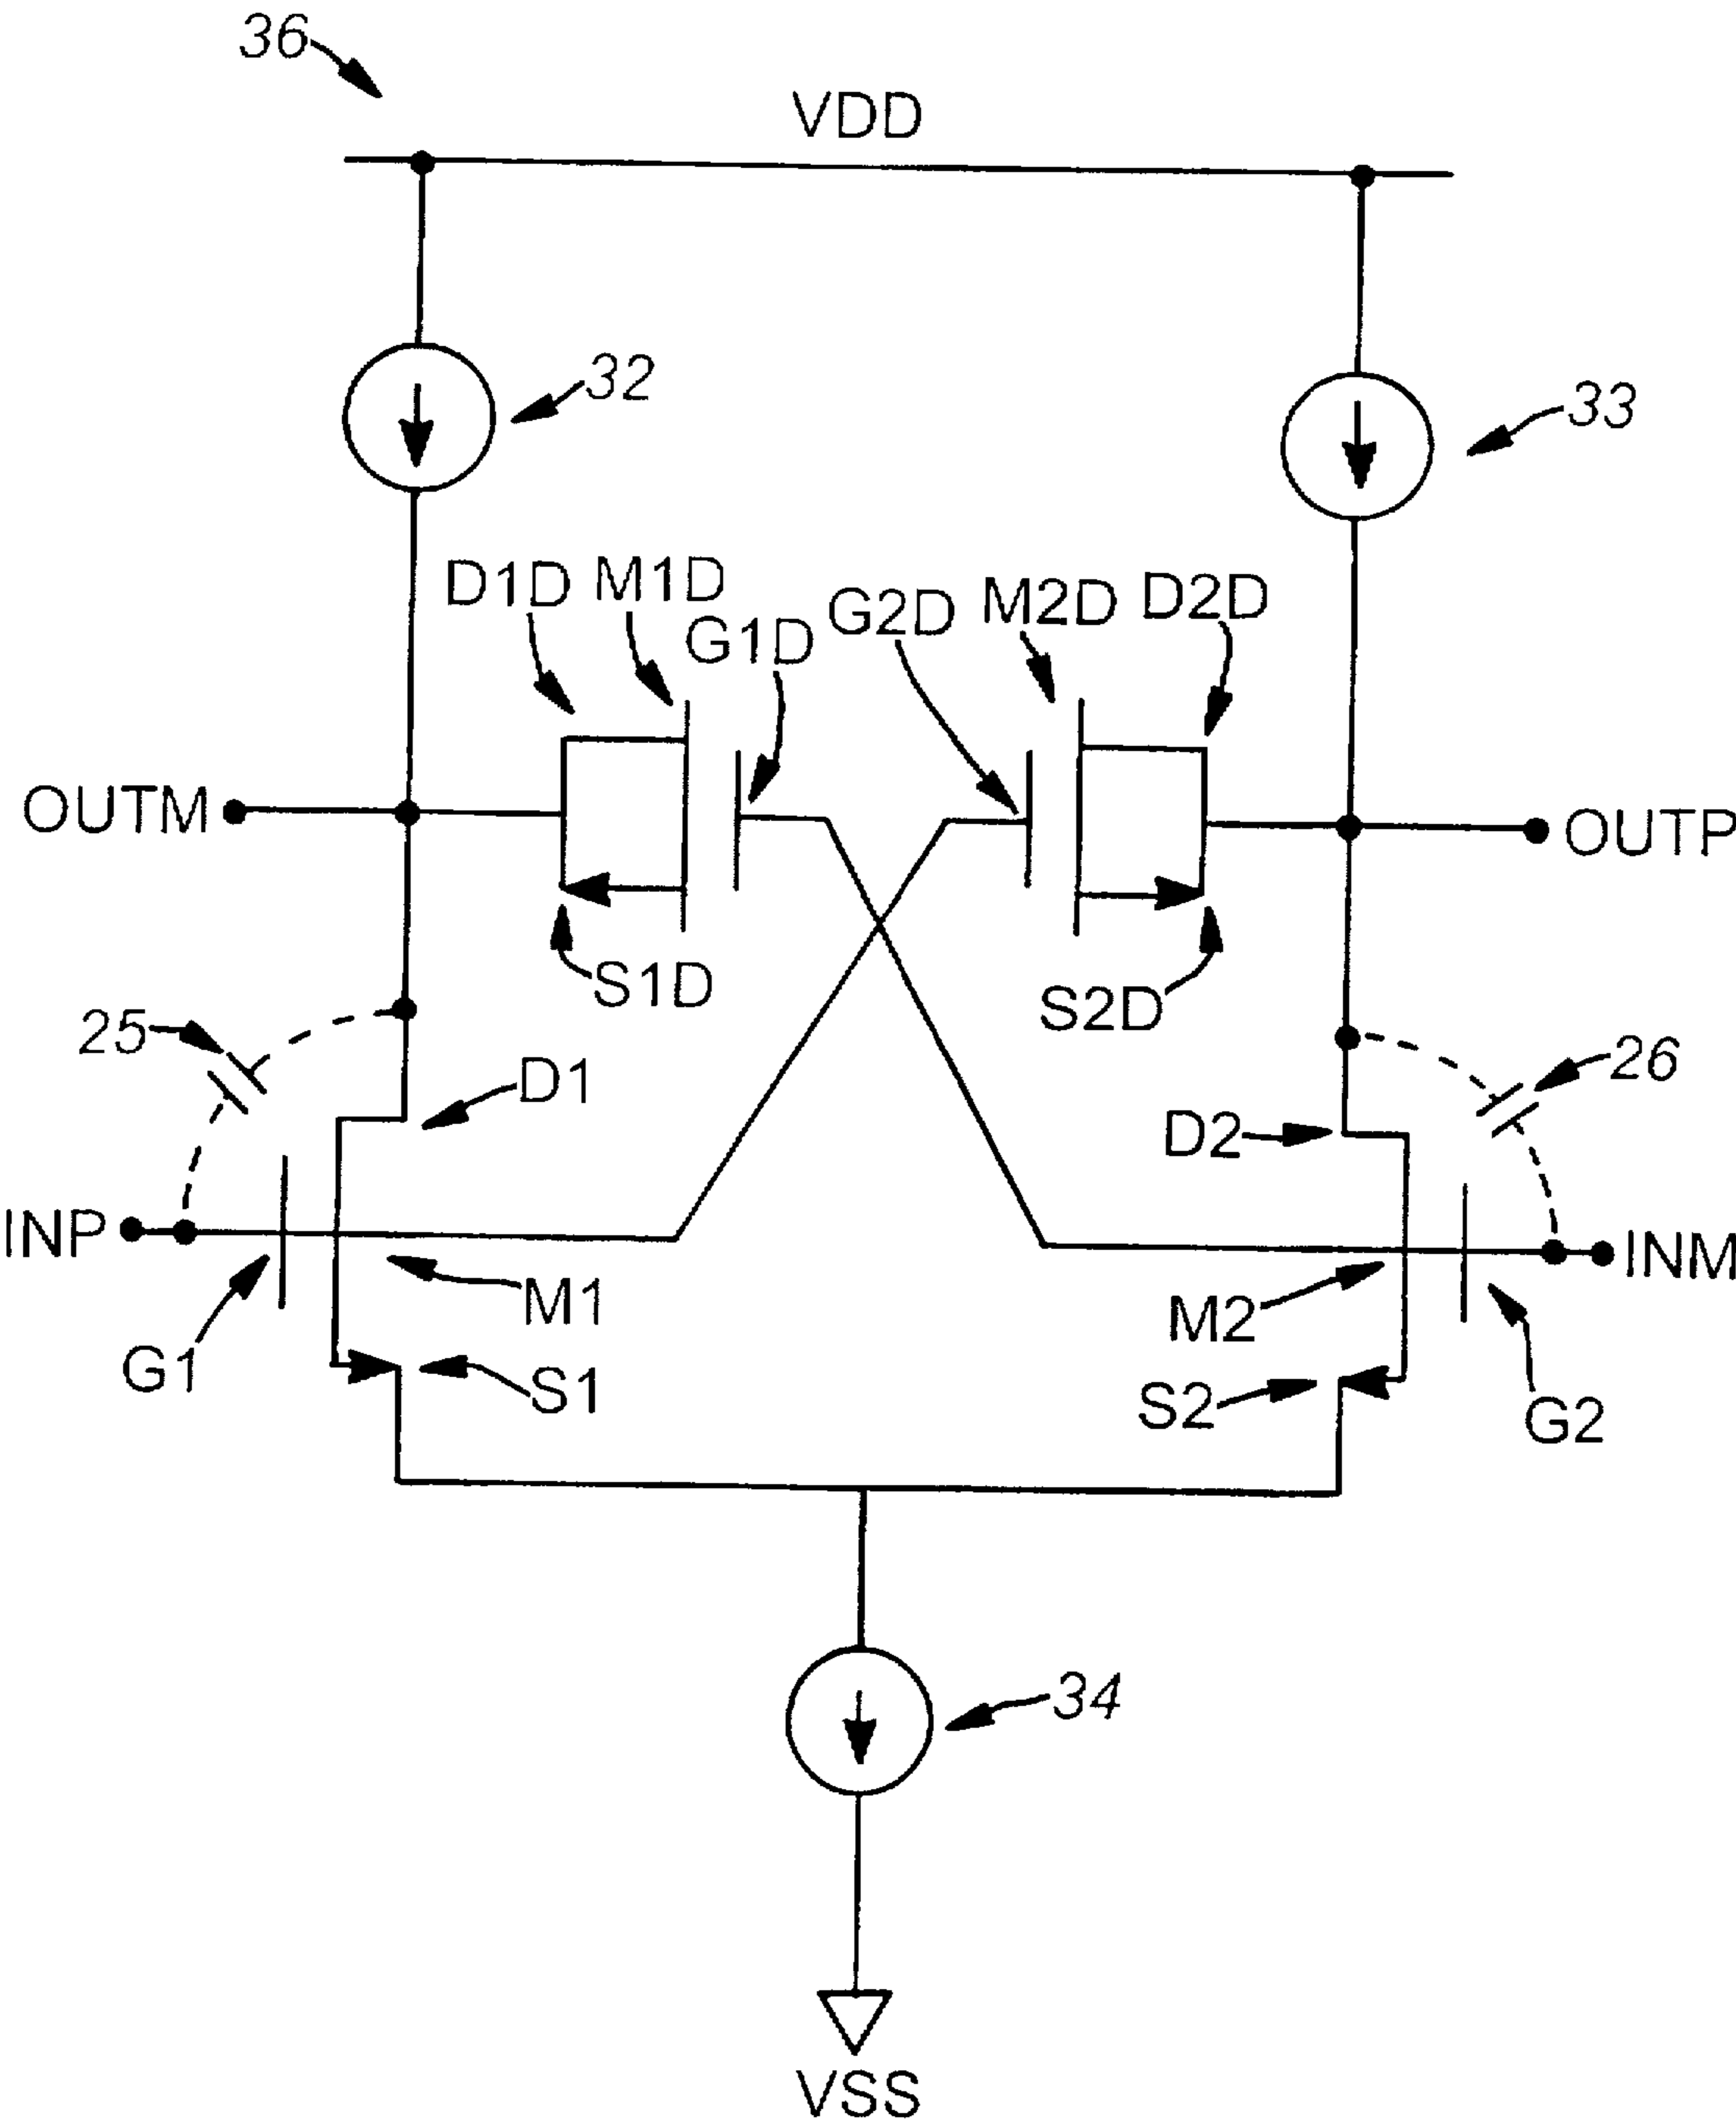 36
VDD
32
33
D1D
M1D
G1D
G2D
M2D
D2D
OUTM
OUTP
S1D
S2D
25
26
D1
D2
INP
INM
M1
M2
G1
S1
S2
G2
34
VSS